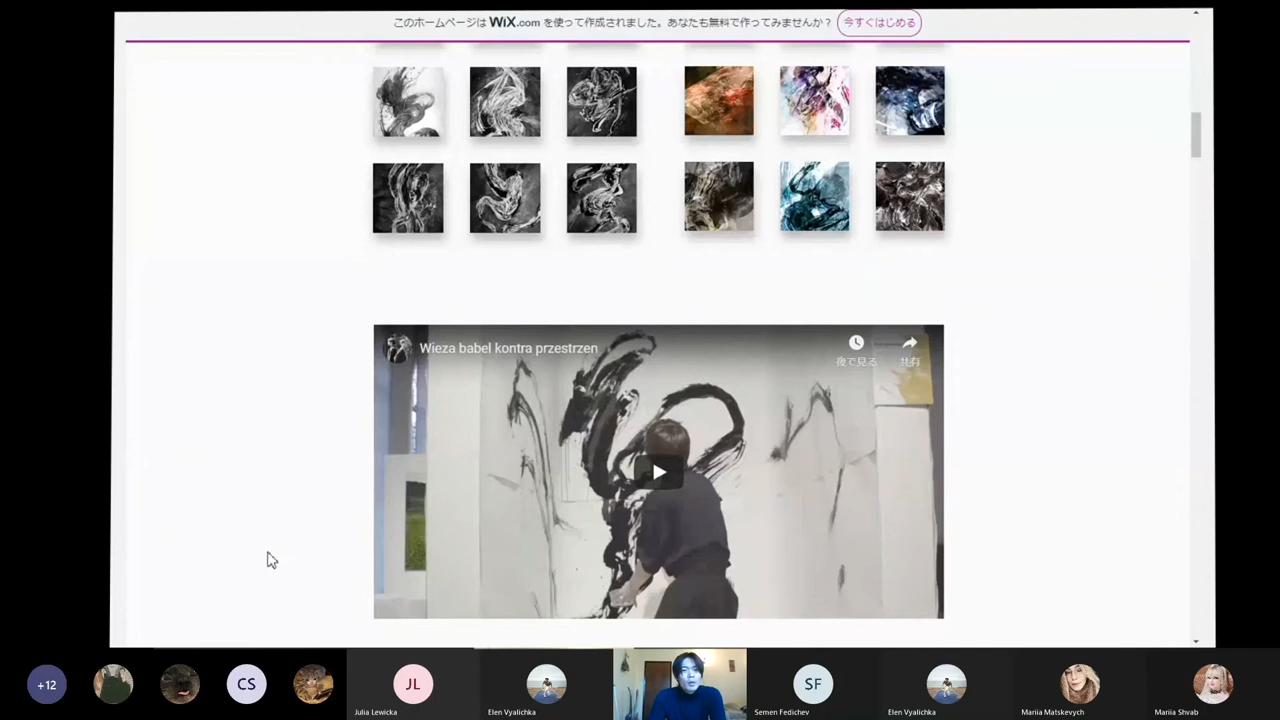 このホームページは WiX.com を使って作成されました。あなたも無料で作ってみませんか？ 今すぐはじめる
Wieza babel kontra przestrzen
後で見る 共有
+12 CS JL SF
Julia Lewicka Elen Vyalichka Semen Fedichev Elen Vyalichka Mariia Matskevych Mariia Shvab